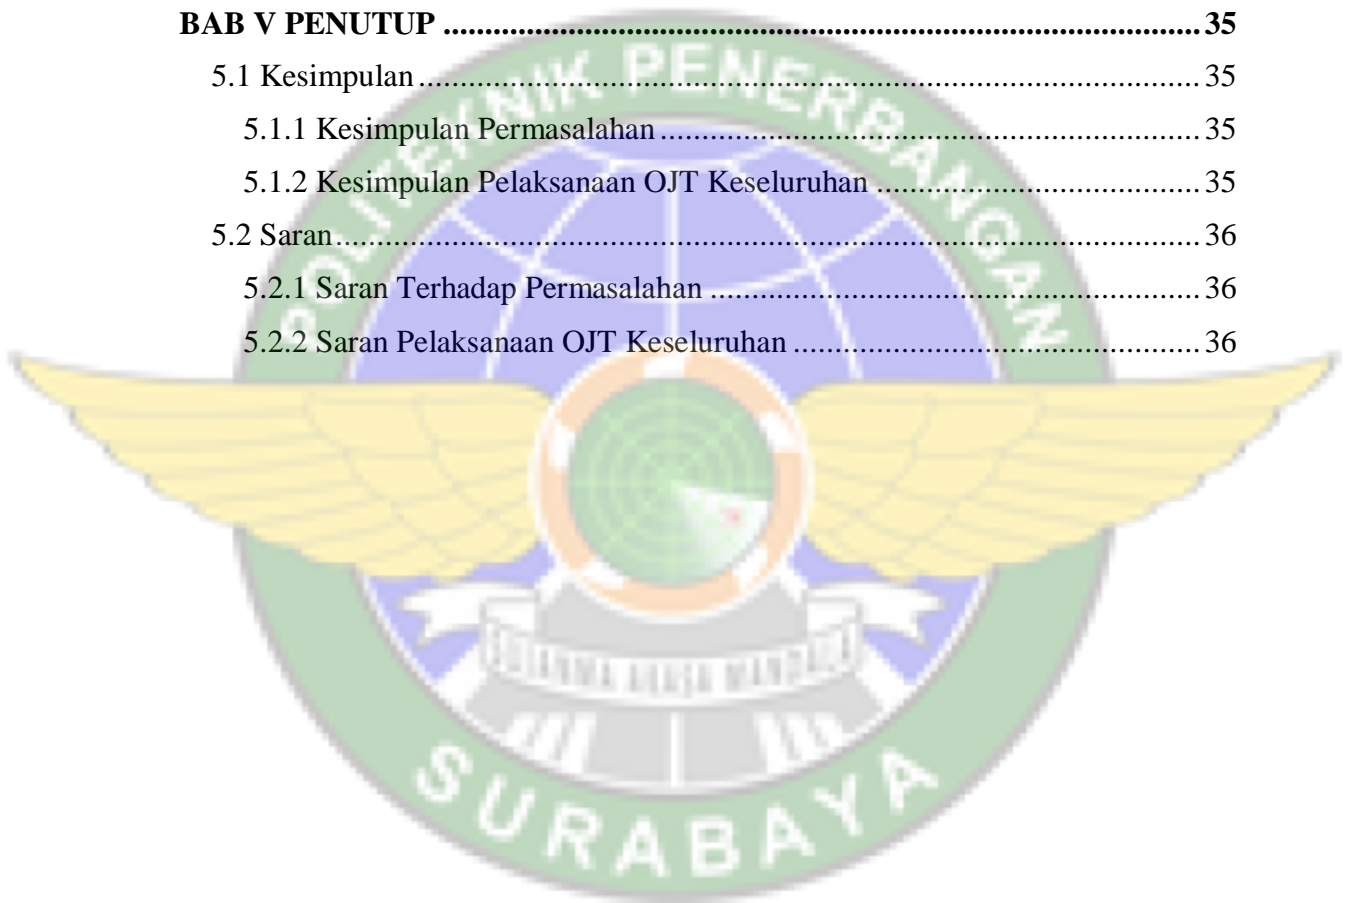 BAB V PENUTUP ........................................ 35
5.1 Kesimpulan ........................................ 35
5.1.1 Kesimpulan Permasalahan ........................................ 35
5.1.2 Kesimpulan Pelaksanaan OJT Keseluruhan ........................................ 35
5.2 Saran ........................................ 36
5.2.1 Saran Terhadap Permasalahan ........................................ 36
5.2.2 Saran Pelaksanaan OJT Keseluruhan ........................................ 36
POLITEKNIK PENERBANGAN
SURABAYA